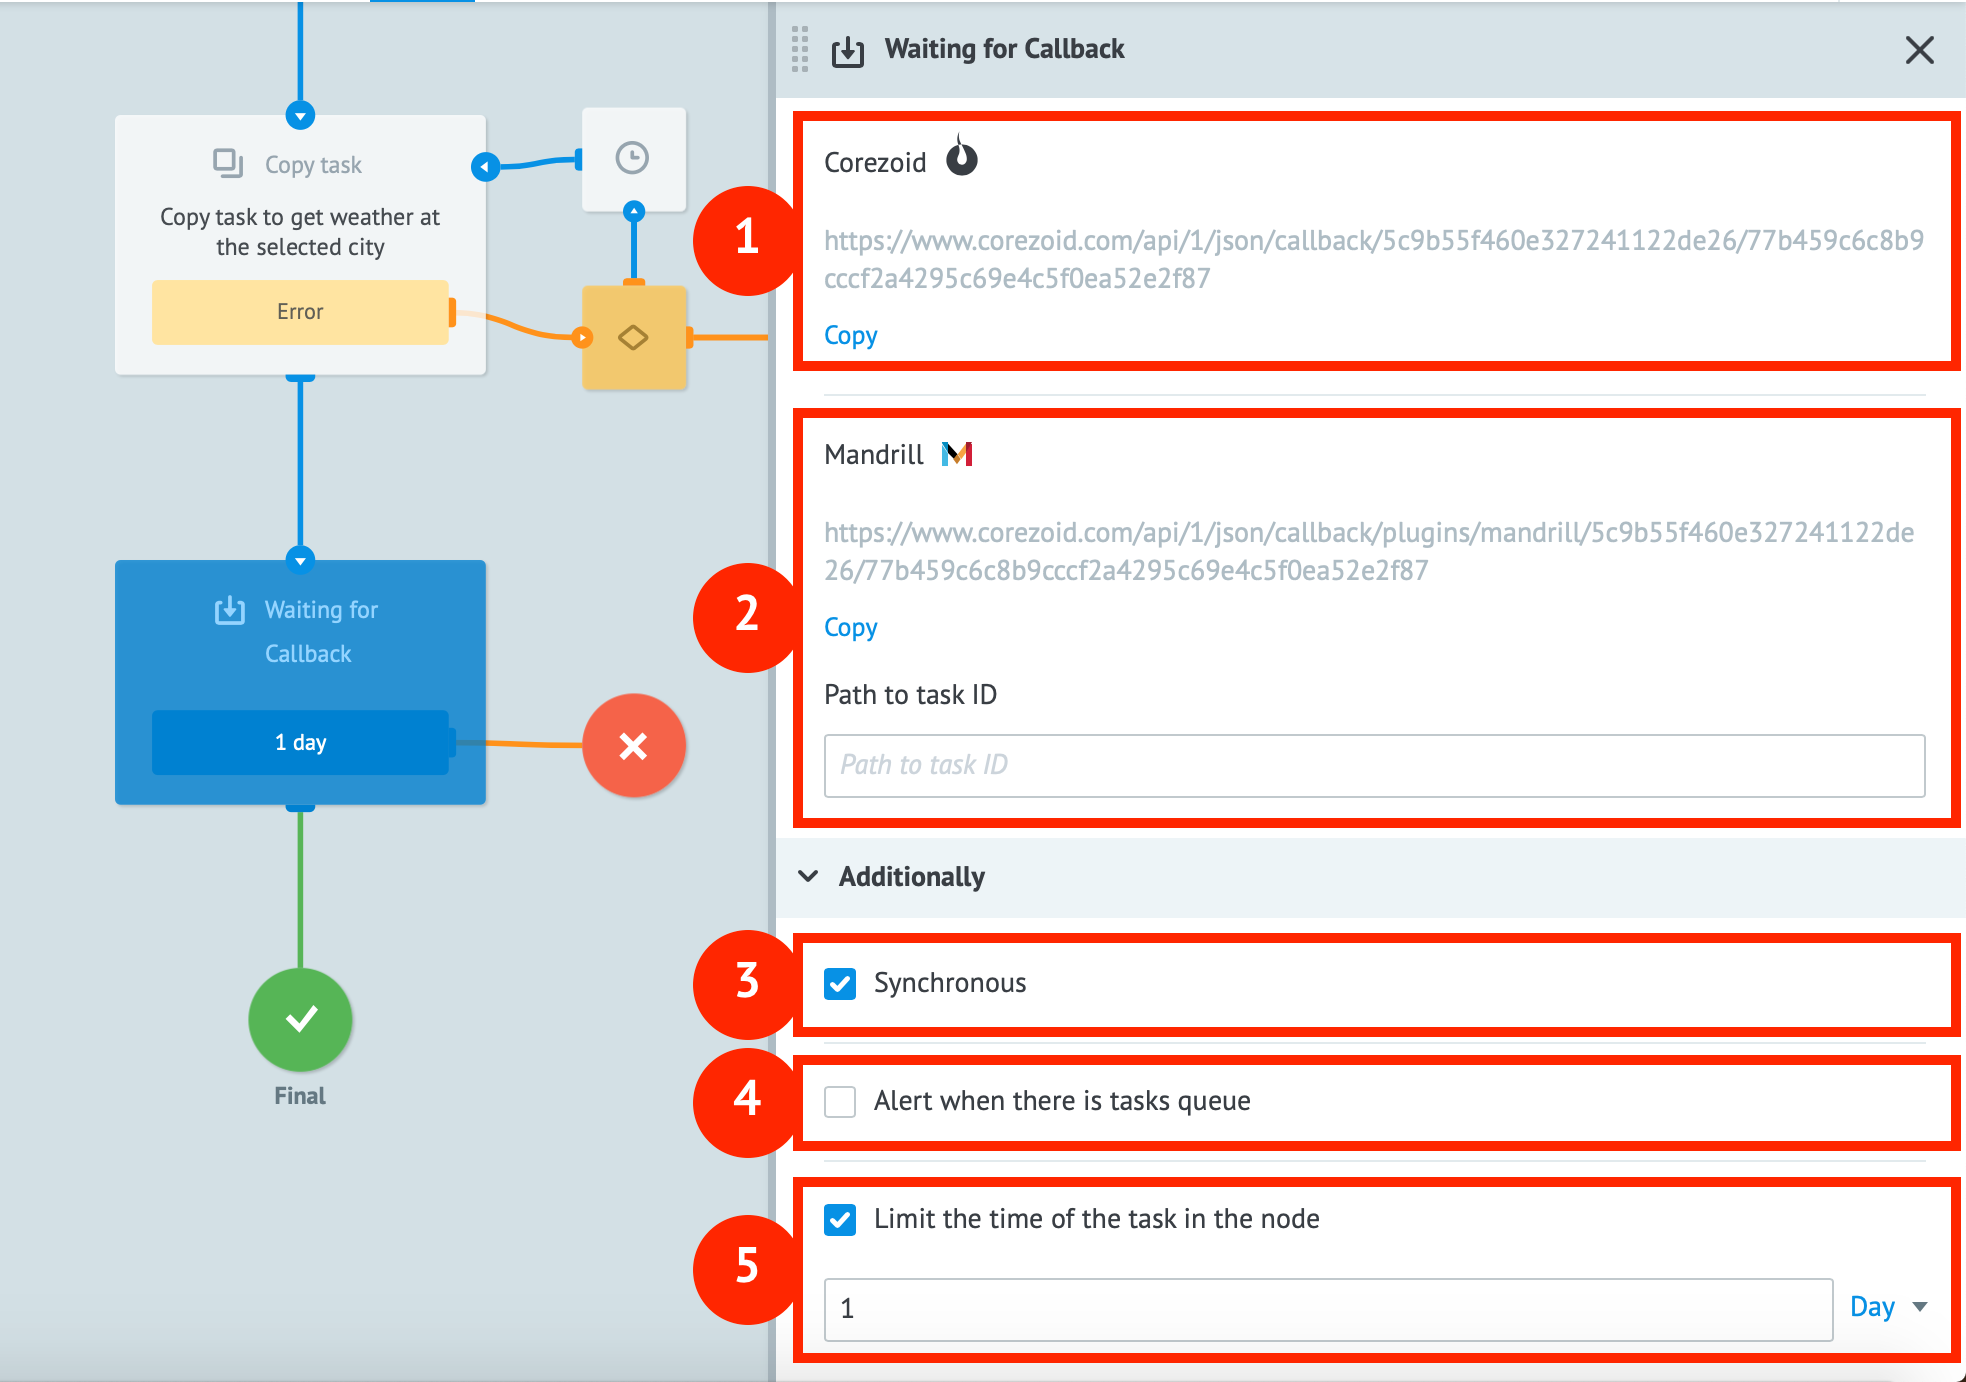 Copy task
Copy task to get weather at
the selected city
Error
Waiting for
Callback
1 day
Final
Waiting for Callback
1
Corezoid
https://www.corezoid.com/api/1/json/callback/5c9b55f460e327241122de26/77b459c6c8b9
cccf2a4295c69e4c5f0ea52e2f87
Copy
2
Mandrill
https://www.corezoid.com/api/1/json/callback/plugins/mandrill/5c9b55f460e327241122de
26/77b459c6c8b9cccf2a4295c69e4c5f0ea52e2f87
Copy
Path to task ID
Path to task ID
Additionally
3
Synchronous
4
Alert when there is tasks queue
5
Limit the time of the task in the node
1
Day